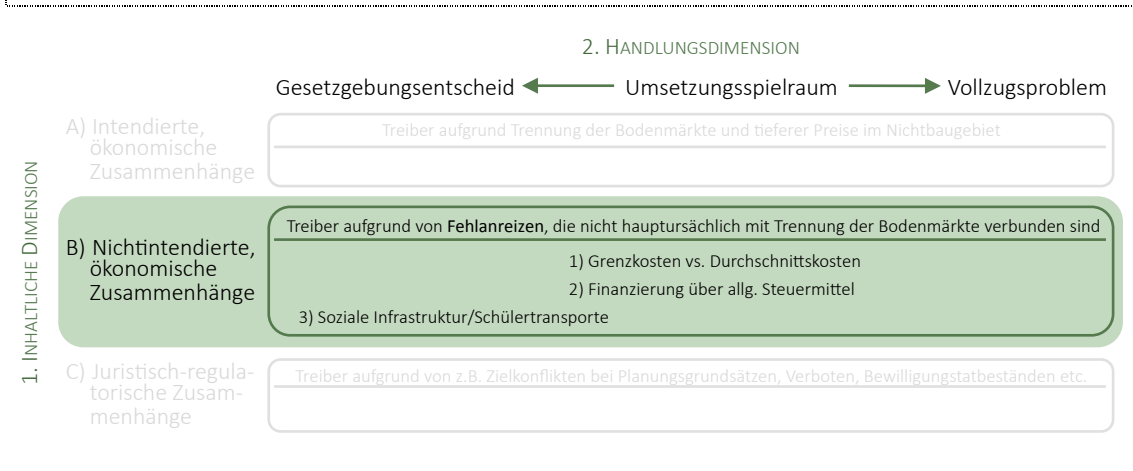 2. HANDLUNGSDIMENSION
Gesetzgebungsentscheid Umsetzungsspielraum Vollzugsproblem
1. INHALTLICHE DIMENSION
A) Intendierte,
ökonomische
Zusammenhänge
Treiber aufgrund Trennung der Bodenmärkte und tieferer Preise im Nichtbaugebiet
B) Nichtintendierte,
ökonomische
Zusammenhänge
Treiber aufgrund von Fehlanreizen, die nicht hauptursächlich mit Trennung der Bodenmärkte verbunden sind
1) Grenzkosten vs. Durchschnittskosten
2) Finanzierung über allg. Steuermittel
3) Soziale Infrastruktur/Schülertransporte
C) Juristisch-regula-
torische Zusam-
menhänge
Treiber aufgrund von z.B. Zielkonflikten bei Planungsgrundsätzen, Verboten, Bewilligungstatbeständen etc.